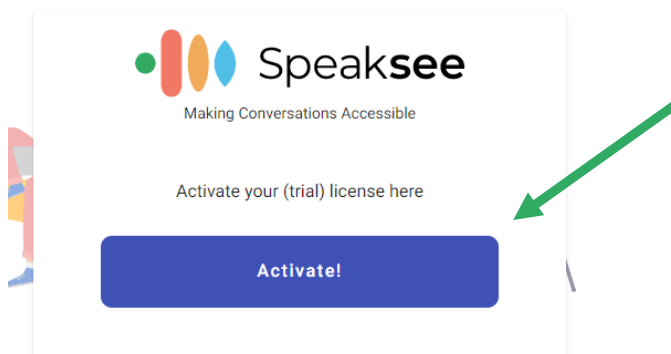 Speaksee
Making Conversations Accessible
Activate your (trial) license here
Activate!